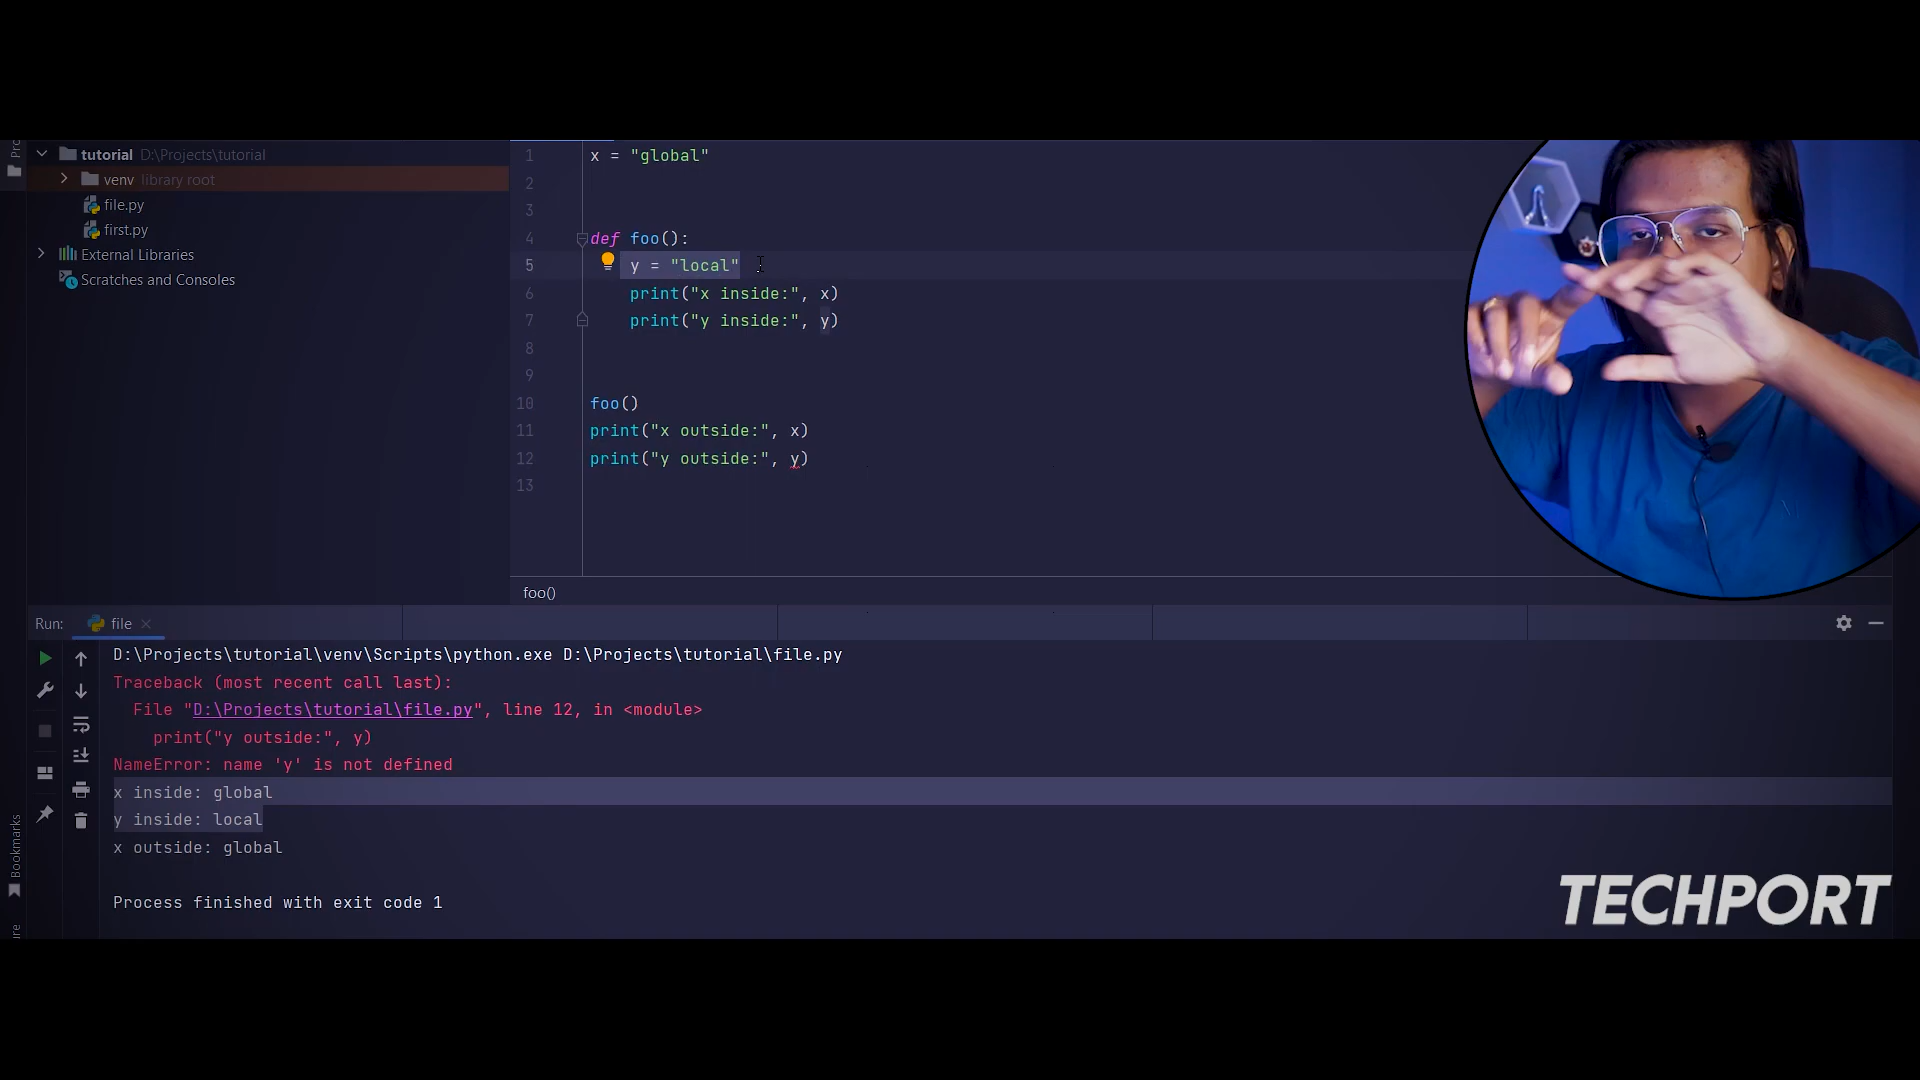 Pro
tutorial D:\Projects\tutorial
venv library root
file.py
first.py
External Libraries
Scratches and Consoles
1 x = "global"
2
3
4 def foo():
5 y = "local"
6 print("x inside:", x)
7 print("y inside:", y)
8
9
10 foo()
11 print("x outside:", x)
12 print("y outside:", y)
13
foo()
Run: file
D:\Projects\tutorial\venv\Scripts\python.exe D:\Projects\tutorial\file.py
Traceback (most recent call last):
File "D:\Projects\tutorial\file.py", line 12, in <module>
print("y outside:", y)
NameError: name 'y' is not defined
x inside: global
y inside: local
x outside: global
Process finished with exit code 1
Bookmarks
ure
TECHPORT